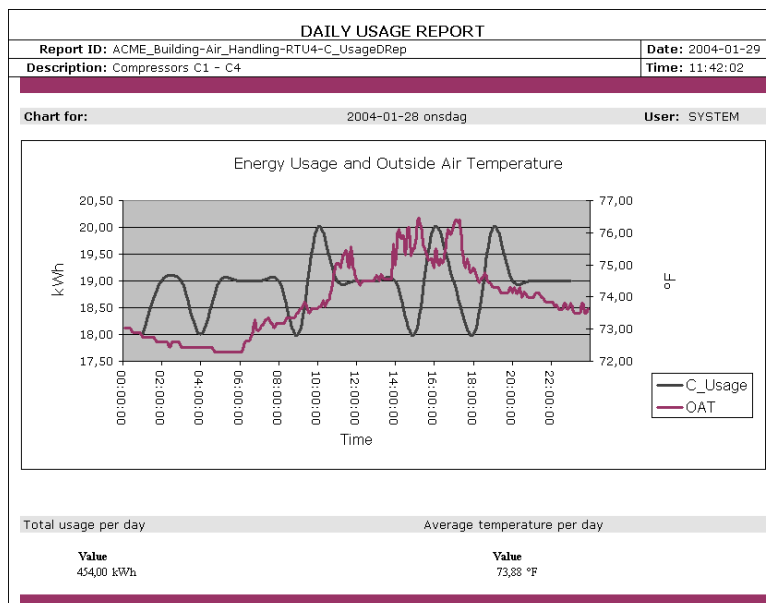 DAILY USAGE REPORT
Report ID: ACME_Building-Air_Handling-RTU4-C_UsageDRep Date: 2004-01-29
Description: Compressors C1 - C4 Time: 11:42:02
Chart for: 2004-01-28 onsdag User: SYSTEM
Energy Usage and Outside Air Temperature
20,50 77,00
20,00 76,00
19,50 75,00
19,00 74,00
18,50 73,00
18,00 72,00
17,50
kWh
°F
00:00:00
02:00:00
04:00:00
06:00:00
08:00:00
10:00:00
12:00:00
14:00:00
16:00:00
18:00:00
20:00:00
22:00:00
Time
C_Usage
OAT
Total usage per day Average temperature per day
Value Value
454,00 kWh 73,88 °F